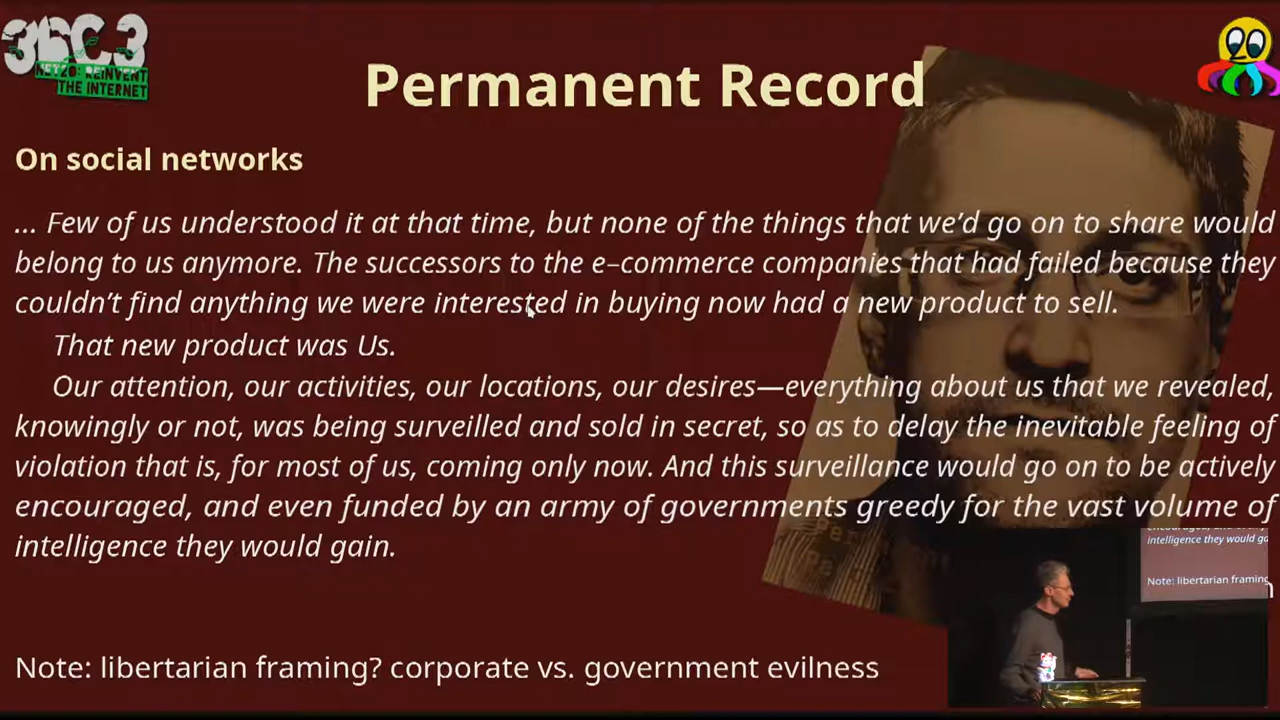 36C3
NET2O: REINVENT
THE INTERNET
Permanent Record
On social networks
... Few of us understood it at that time, but none of the things that we’d go on to share would
belong to us anymore. The successors to the e–commerce companies that had failed because they
couldn’t find anything we were interested in buying now had a new product to sell.
That new product was Us.
Our attention, our activities, our locations, our desires—everything about us that we revealed,
knowingly or not, was being surveilled and sold in secret, so as to delay the inevitable feeling of
violation that is, for most of us, coming only now. And this surveillance would go on to be actively
encouraged, and even funded by an army of governments greedy for the vast volume of
intelligence they would gain.
intelligence they would ga
Note: libertarian framing
Note: libertarian framing? corporate vs. government evilness